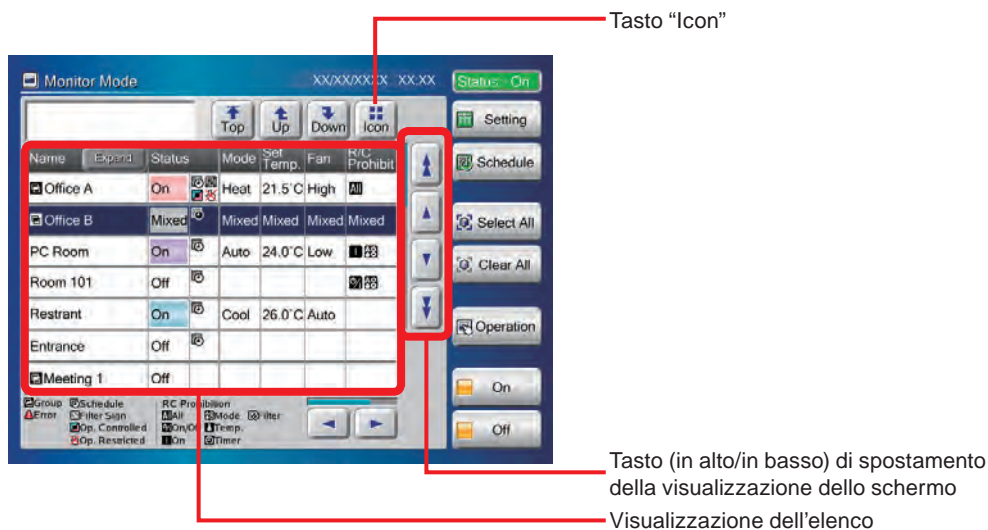 Tasto “Icon”
Monitor Mode XX/XX/XXXX XX:XX Status: On
Top Up Down Icon Setting
Name Expand Status Mode Set Temp. Fan R/C Prohibit
Schedule
Office A On Heat 21.5°C High All
Office B Mixed Mixed Mixed Mixed Mixed
Select All
PC Room On Auto 24.0°C Low
Clear All
Room 101 Off
Restrant On Cool 26.0°C Auto
Operation
Entrance Off
Meeting 1 Off
On
Group Schedule RC Prohibition
Error Filter Sign All Mode Filter
Op. Controlled On/Off Temp.
Op. Restricted On Timer
Off
Tasto (in alto/in basso) di spostamento
della visualizzazione dello schermo
Visualizzazione dell’elenco